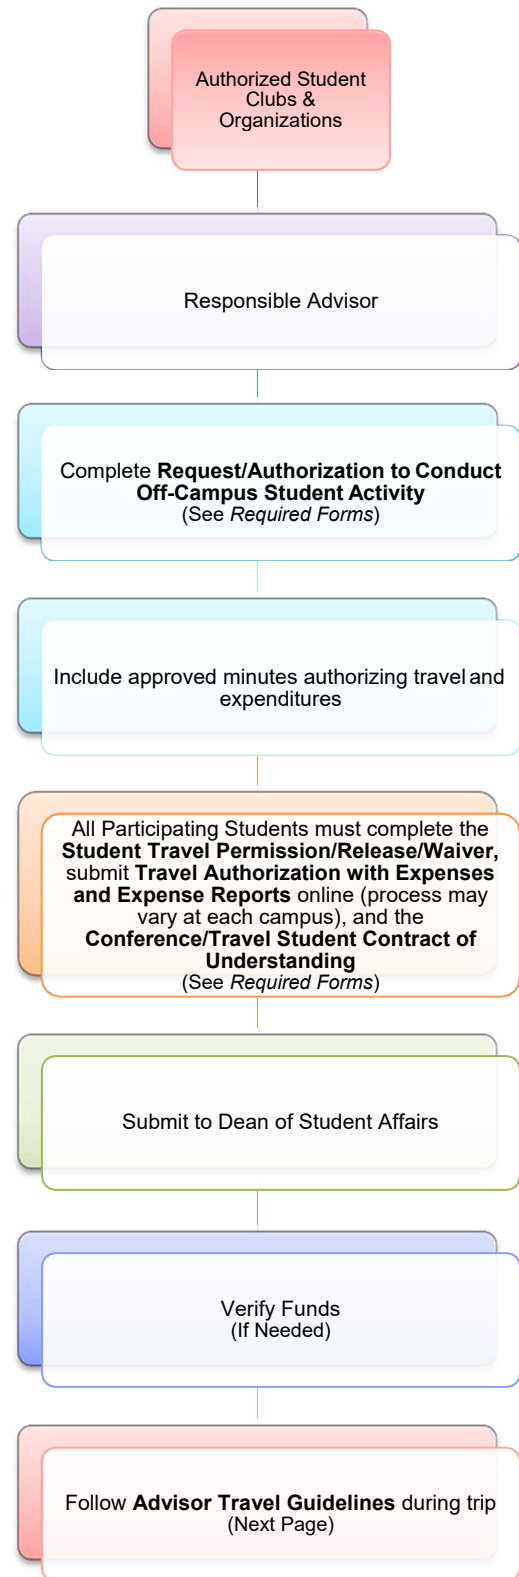 Authorized Student
Clubs &
Organizations
Responsible Advisor
Complete Request/Authorization to Conduct
Off-Campus Student Activity
(See Required Forms)
Include approved minutes authorizing travel and
expenditures
All Participating Students must complete the
Student Travel Permission/Release/Waiver,
submit Travel Authorization with Expenses
and Expense Reports online (process may
vary at each campus), and the
Conference/Travel Student Contract of
Understanding
(See Required Forms)
Submit to Dean of Student Affairs
Verify Funds
(If Needed)
Follow Advisor Travel Guidelines during trip
(Next Page)